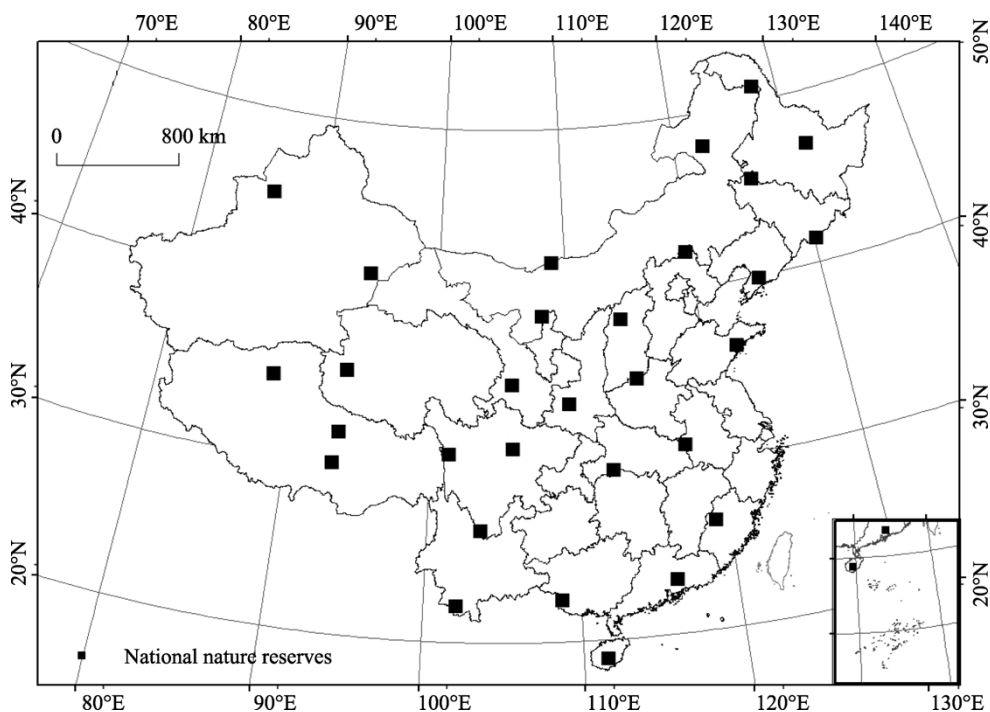 70°E 80°E 90°E 100°E 110°E 120°E 130°E 140°E
50°N
0 800 km
40°N 40°N
30°N 30°N
20°N 20°N
National nature reserves
80°E 90°E 100°E 110°E 120°E 130°E